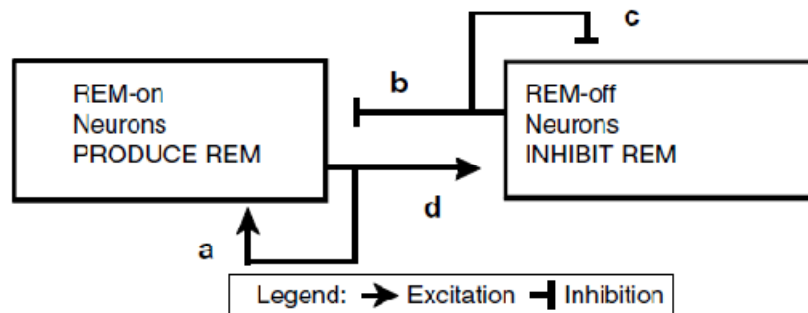 c
b
REM-on
Neurons
PRODUCE REM
REM-off
Neurons
INHIBIT REM
d
a
Legend: Excitation Inhibition